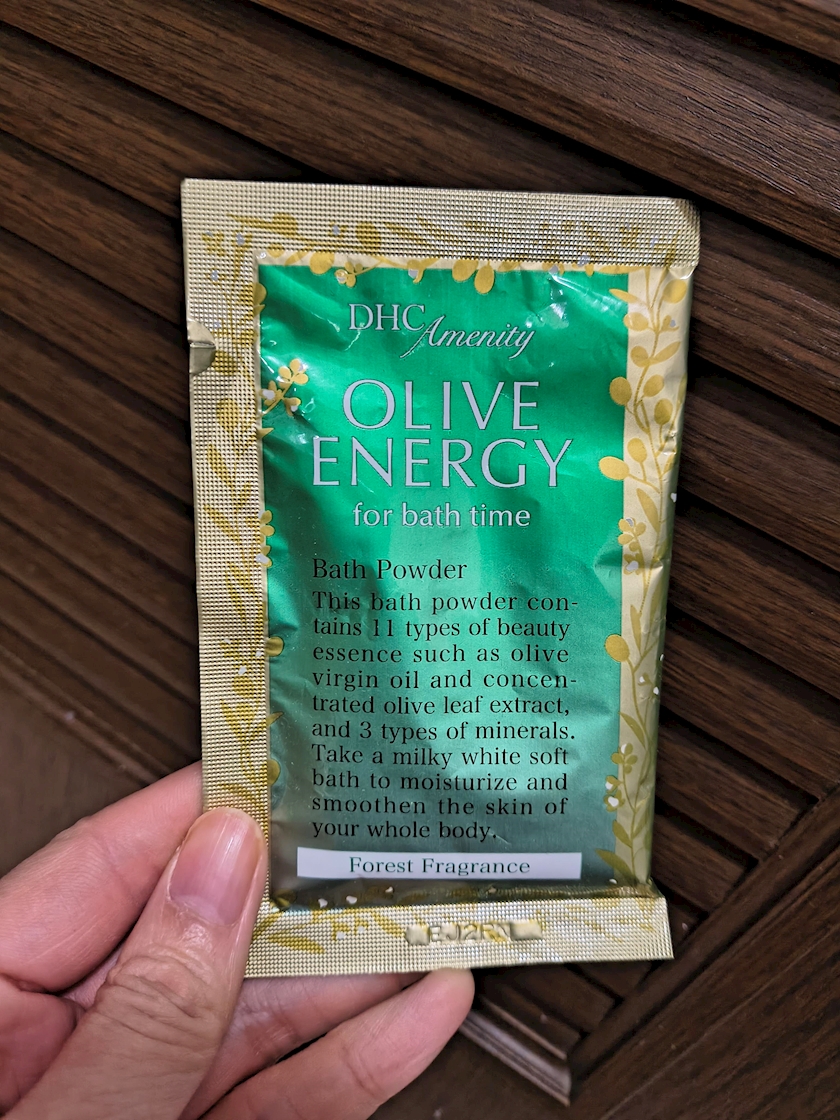 DHC Amenity
OLIVE
ENERGY
for bath time
Bath Powder
This bath powder con-
tains 11 types of beauty
essence such as olive
virgin oil and concen-
trated olive leaf extract,
and 3 types of minerals.
Take a milky white soft
bath to moisturize and
smoothen the skin of
your whole body.
Forest Fragrance